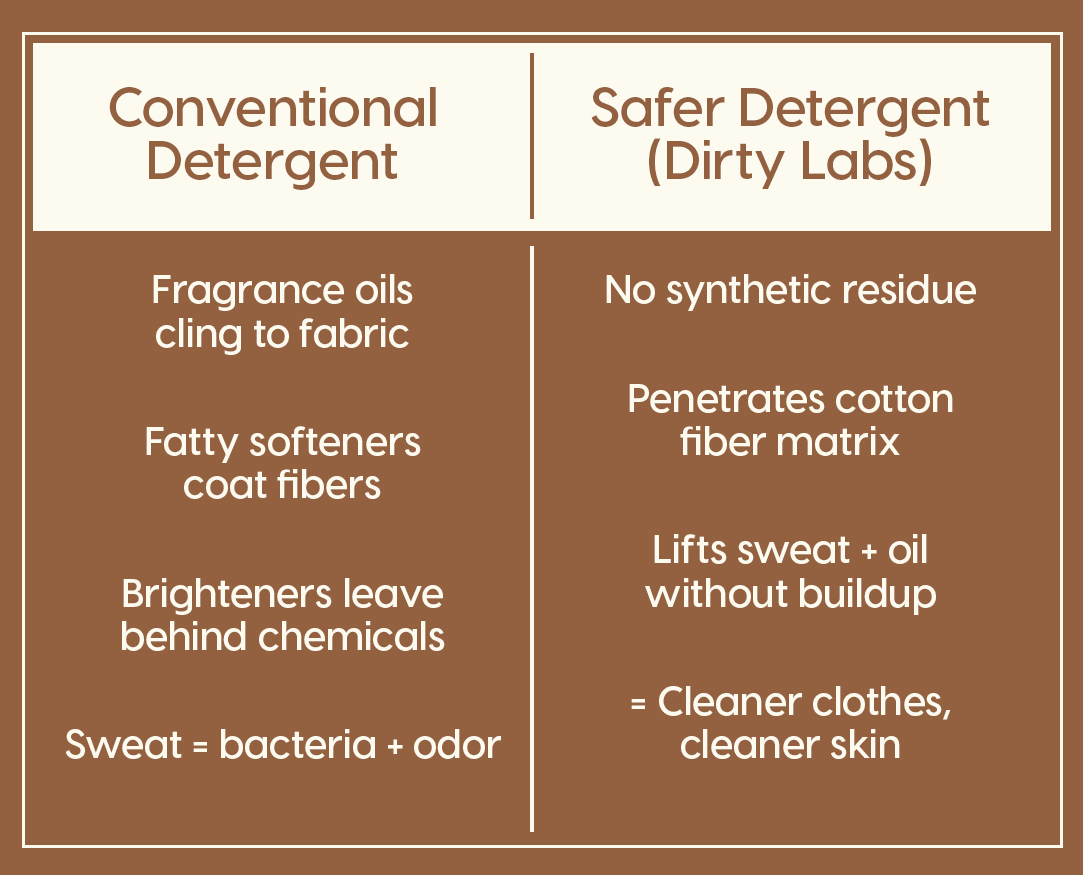 Conventional
Detergent
Safer Detergent
(Dirty Labs)
Fragrance oils
cling to fabric
Fatty softeners
coat fibers
Brighteners leave
behind chemicals
Sweat = bacteria + odor
No synthetic residue
Penetrates cotton
fiber matrix
Lifts sweat + oil
without buildup
= Cleaner clothes,
cleaner skin